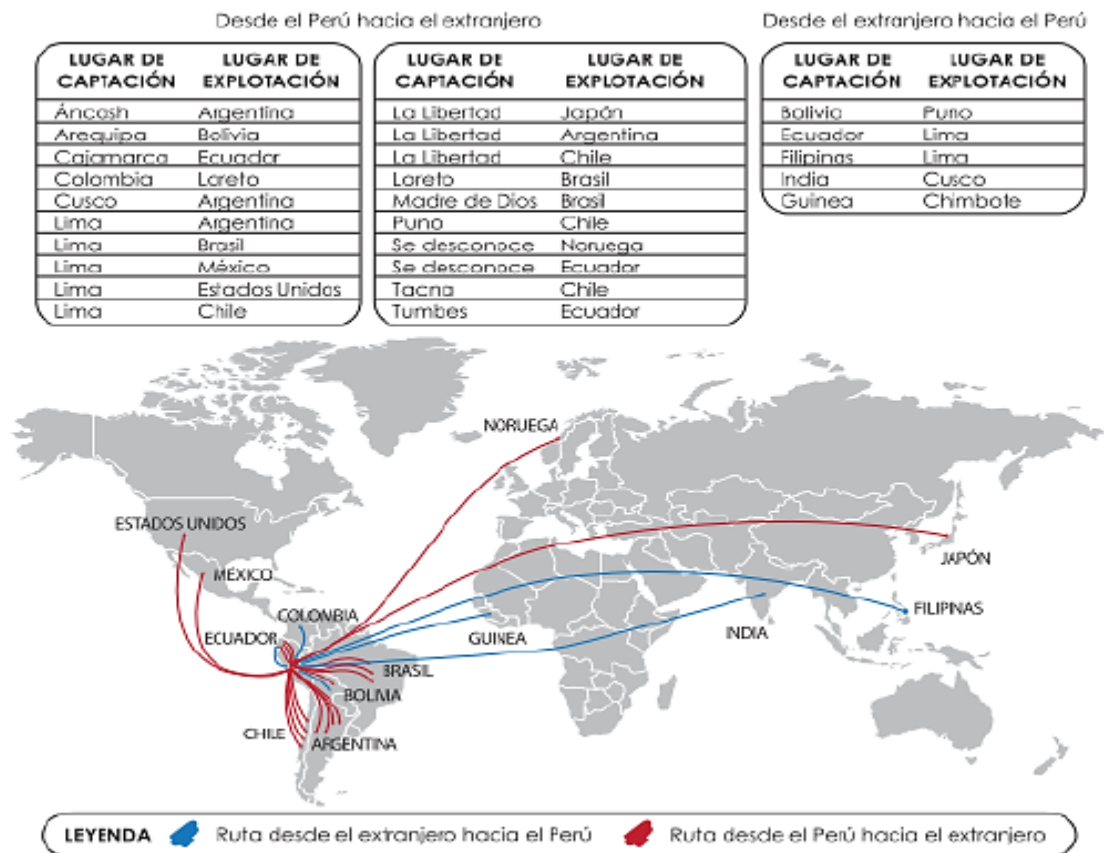 Desde el Perú hacia el extranjero
LUGAR DE CAPTACIÓN LUGAR DE EXPLOTACIÓN
Áncash Argentina
Arequipa Bolivia
Cajamarca Ecuador
Colombia Loreto
Cusco Argentina
Lima Argentina
Lima Brasil
Lima México
Lima Estados Unidos
Lima Chile
LUGAR DE CAPTACIÓN LUGAR DE EXPLOTACIÓN
La Libertad Japón
La Libertad Argentina
La Libertad Chile
Loreto Brasil
Madre de Dios Brasil
Puno Chile
Se desconoce Noruega
Se desconoce Ecuador
Tacna Chile
Tumbes Ecuador
Desde el extranjero hacia el Perú
LUGAR DE CAPTACIÓN LUGAR DE EXPLOTACIÓN
Bolivia Puno
Ecuador Lima
Filipinas Lima
India Cusco
Guinea Chimbote
NORUEGA
ESTADOS UNIDOS
JAPÓN
MÉXICO
COLOMBIA
FILIPINAS
ECUADOR
GUINEA
INDIA
BRASIL
BOLIVIA
CHILE
ARGENTINA
LEYENDA Ruta desde el extranjero hacia el Perú Ruta desde el Perú hacia el extranjero